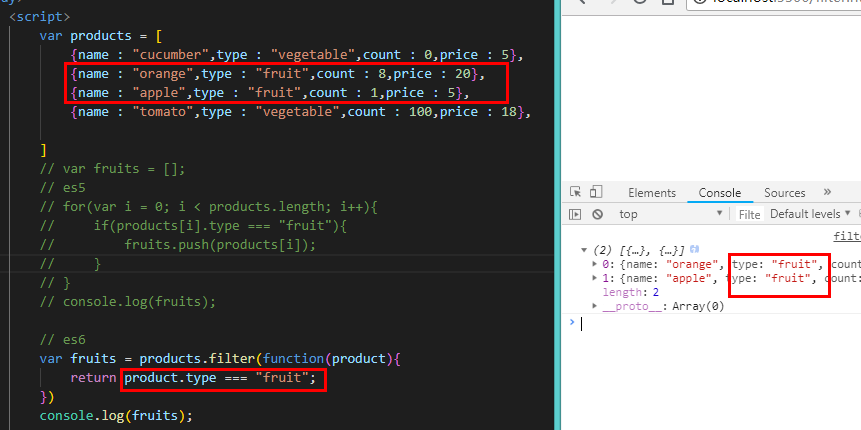 <script>
var products = [
{name : "cucumber",type : "vegetable",count : 0,price : 5},
{name : "orange",type : "fruit",count : 8,price : 20},
{name : "apple",type : "fruit",count : 1,price : 5},
{name : "tomato",type : "vegetable",count : 100,price : 18},
]
// var fruits = [];
// es5
// for(var i = 0; i < products.length; i++){
//     if(products[i].type === "fruit"){
//         fruits.push(products[i]);
//     }
// }
// console.log(fruits);
// es6
var fruits = products.filter(function(product){
return product.type === "fruit";
})
console.log(fruits);
Elements Console Sources »
top Filte Default levels
filte
(2) [{…}, {…}]
0: {name: "orange", type: "fruit", count
1: {name: "apple", type: "fruit", count:
length: 2
__proto__: Array(0)